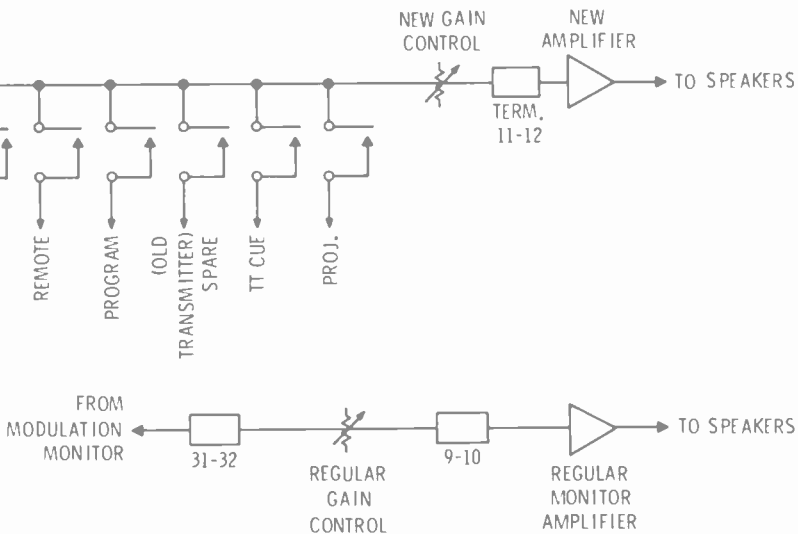 NEW GAIN
CONTROL
NEW
AMPLIFIER
TO SPEAKERS
TERM.
11-12
REMOTE
PROGRAM
(OLD
TRANSMITTER)
SPARE
TT CUE
PROJ.
FROM
MODULATION
MONITOR
31-32
REGULAR
GAIN
CONTROL
9-10
REGULAR
MONITOR
AMPLIFIER
TO SPEAKERS